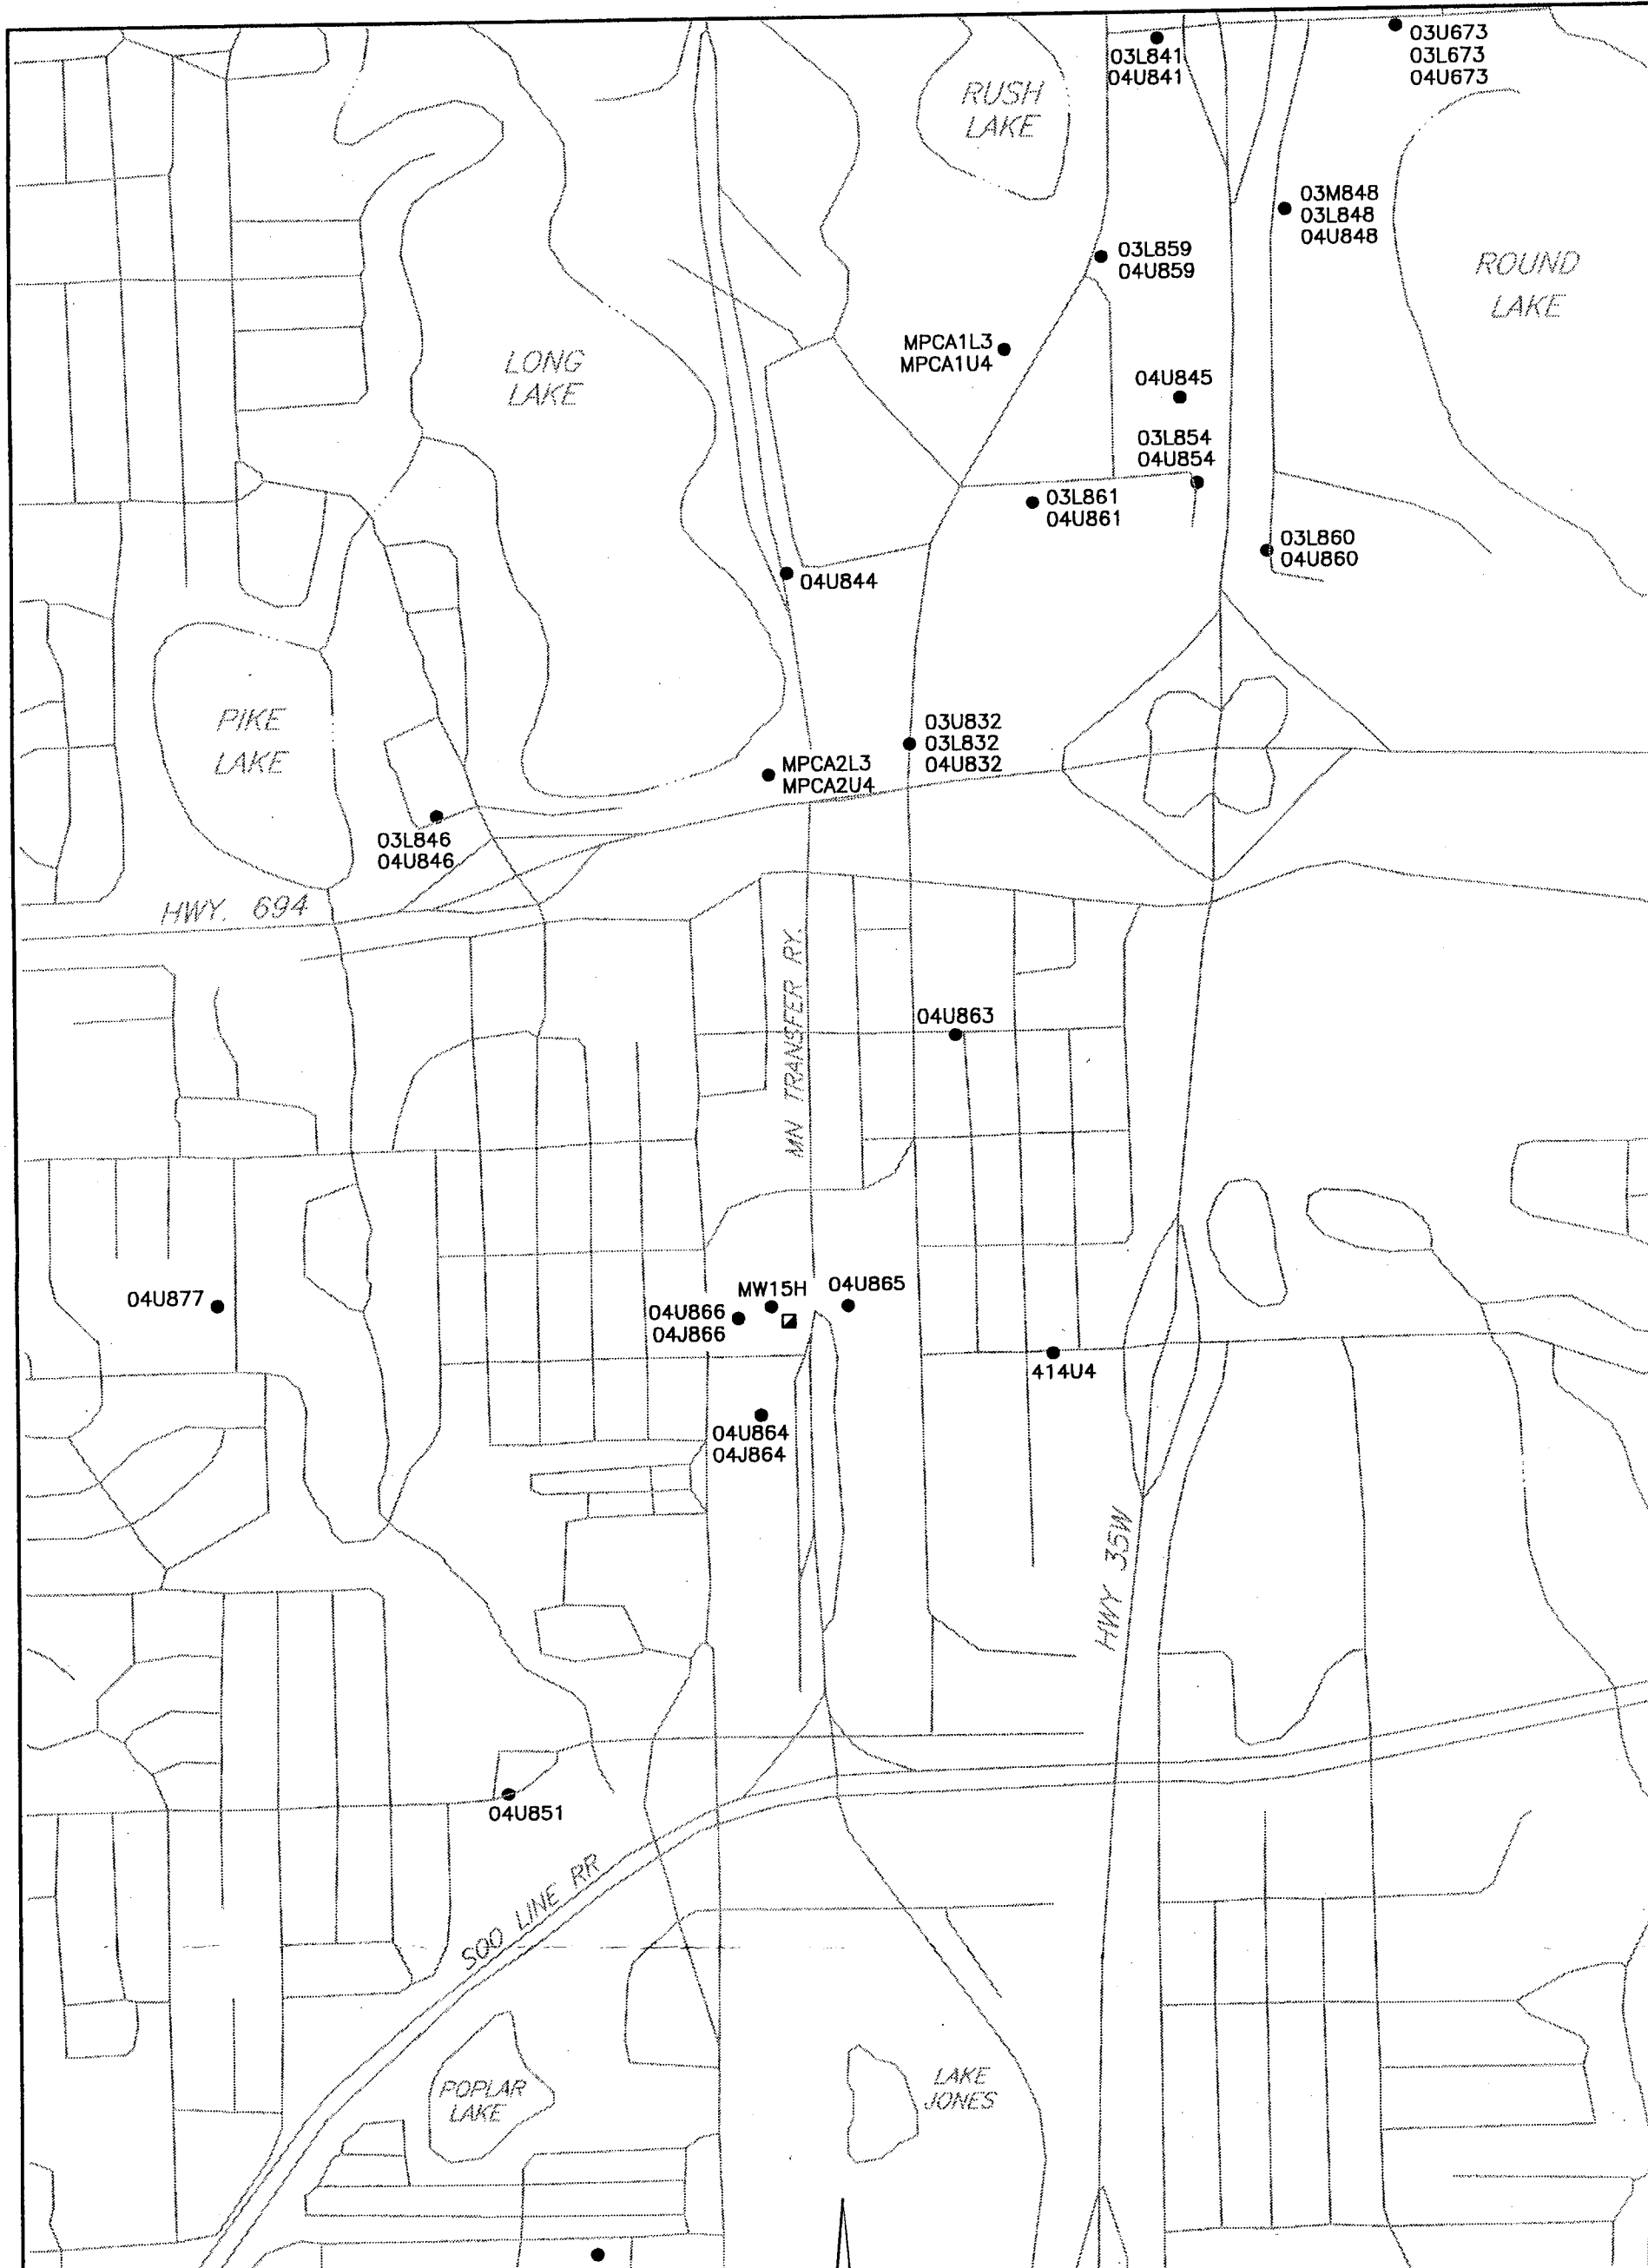 03U673
03L673
04U673
03L841
04U841
RUSH
LAKE
03M848
03L848
04U848
03L859
04U859
ROUND
LAKE
MPCA1L3
MPCA1U4
LONG
LAKE
04U845
03L854
04U854
03L861
04U861
03L860
04U860
04U844
PIKE
LAKE
03U832
03L832
04U832
MPCA2L3
MPCA2U4
03L846
04U846
HWY. 694
MN TRANSFER RY.
04U863
04U877
MW15H
04U865
04U866
04J866
414U4
04U864
04J864
HWY 35W
04U851
SOO LINE RR
POPLAR
LAKE
LAKE
JONES